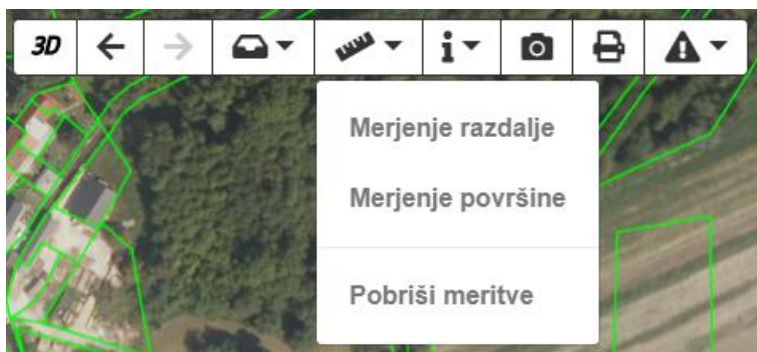 3D
Merjenje razdalje
Merjenje površine
Pobriši meritve